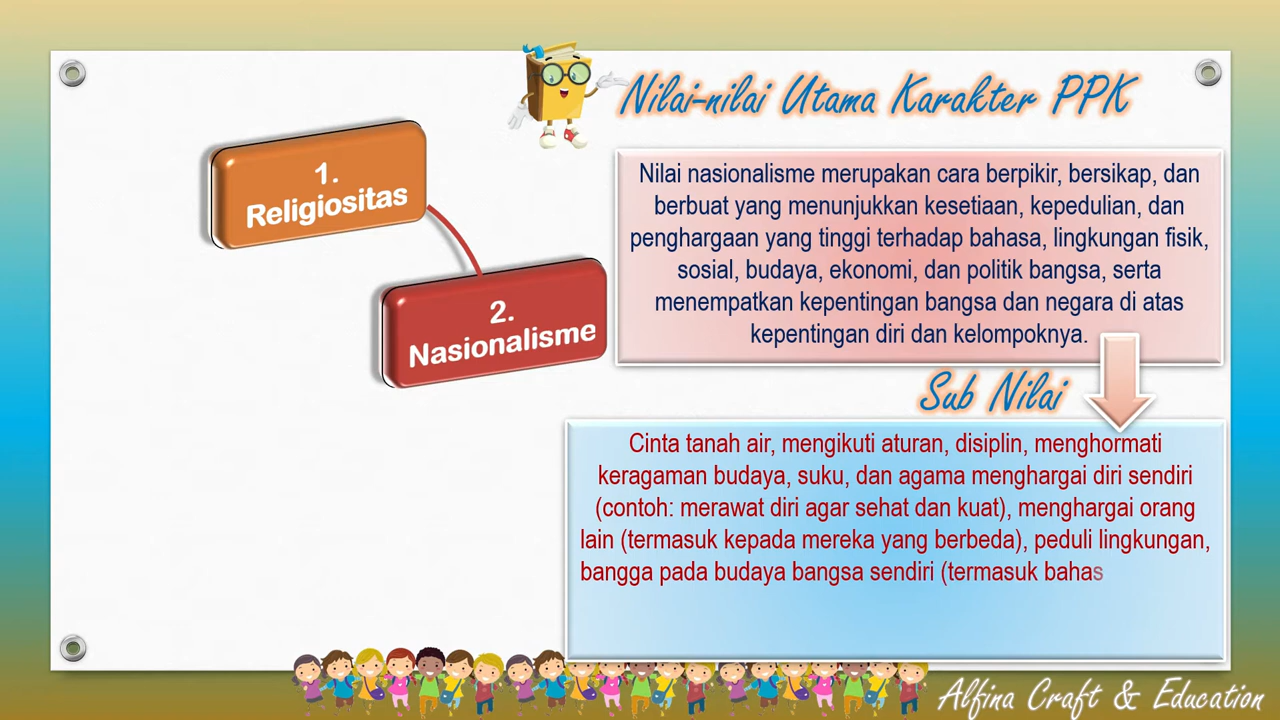 Nilai-nilai Utama Karakter PPK
1.
Religiositas
2.
Nasionalisme
Nilai nasionalisme merupakan cara berpikir, bersikap, dan
berbuat yang menunjukkan kesetiaan, kepedulian, dan
penghargaan yang tinggi terhadap bahasa, lingkungan fisik,
sosial, budaya, ekonomi, dan politik bangsa, serta
menempatkan kepentingan bangsa dan negara di atas
kepentingan diri dan kelompoknya.
Sub Nilai
Cinta tanah air, mengikuti aturan, disiplin, menghormati
keragaman budaya, suku, dan agama menghargai diri sendiri
(contoh: merawat diri agar sehat dan kuat), menghargai orang
lain (termasuk kepada mereka yang berbeda), peduli lingkungan,
bangga pada budaya bangsa sendiri (termasuk bahas
Alfina Craft & Education